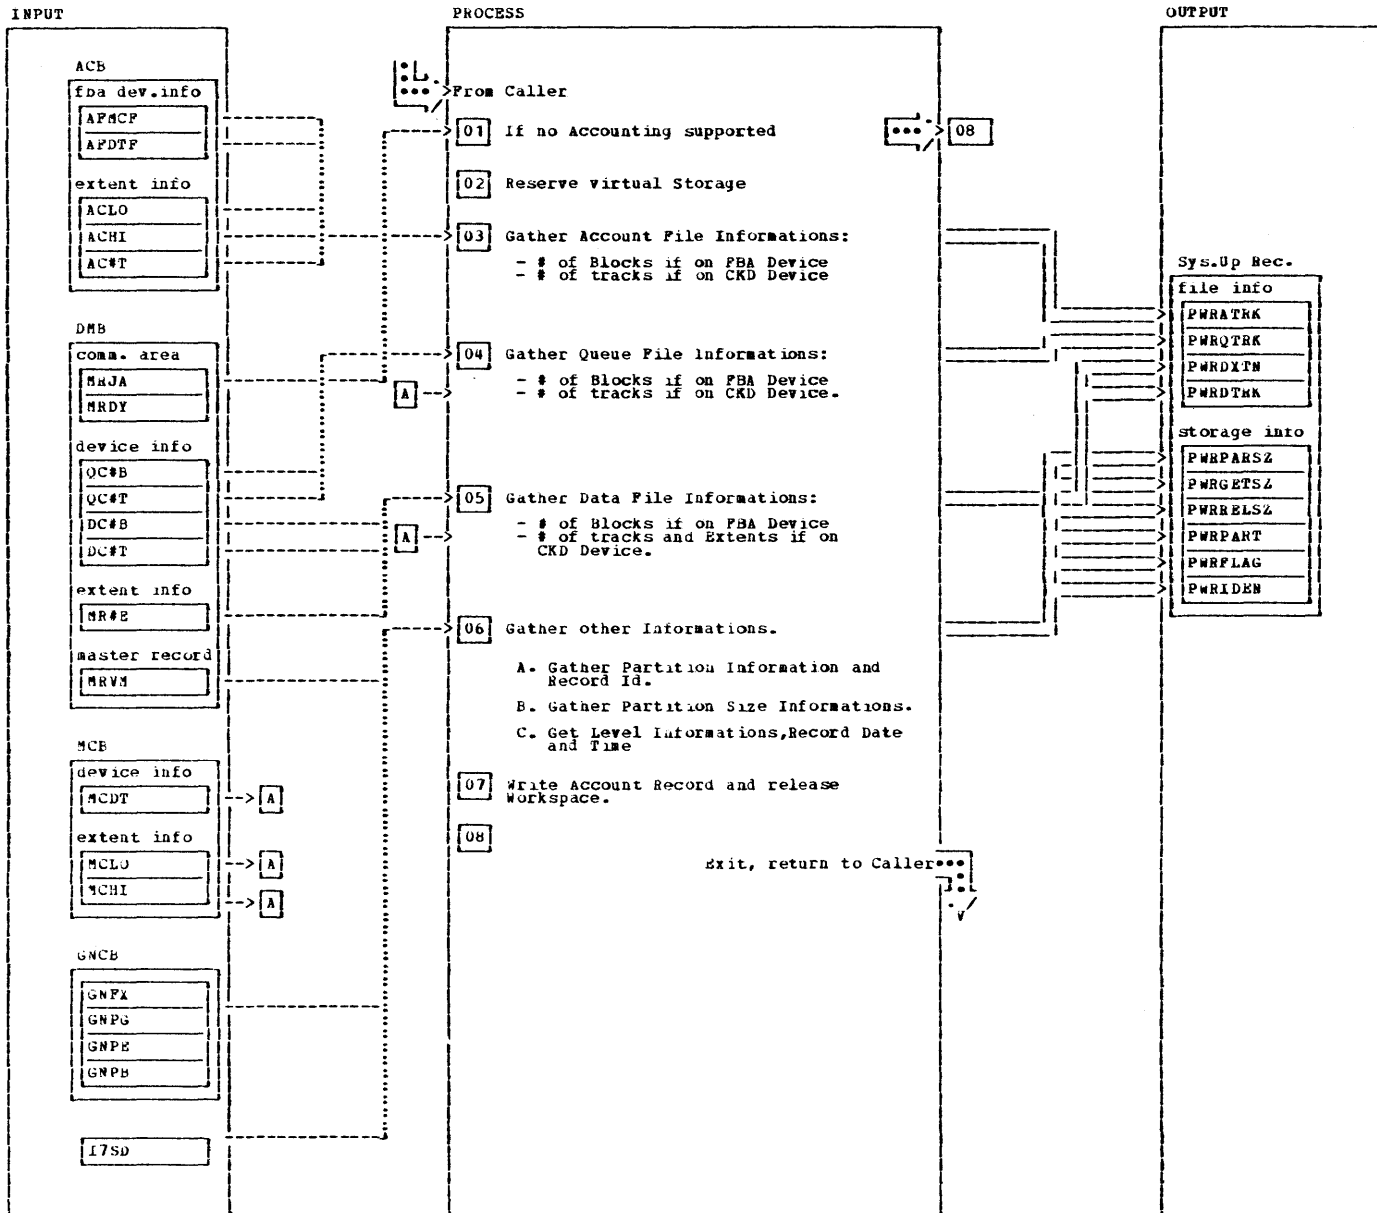 INPUT
PROCESS
OUTPUT
ACB
fba dev.info
AFMCF
AFDTF
extent info
ACLO
ACHI
AC#T
DMB
comm. area
MRJA
MRDY
device info
QC#B
QC#T
DC#B
DC#T
extent info
MR#E
master record
MRVM
MCB
device info
MCDT
A
extent info
MCLO
A
MCHI
A
GNCB
GNFX
GNPG
GNPE
GNPB
I7SD
From Caller
01 If no Accounting supported
08
02 Reserve virtual Storage
03 Gather Account File Informations:
- # of Blocks if on FBA Device
- # of tracks if on CKD Device
04 Gather Queue File Informations:
- # of Blocks if on FBA Device
A
- # of tracks if on CKD Device.
05 Gather Data File Informations:
- # of Blocks if on FBA Device
A
- # of tracks and Extents if on
CKD Device.
06 Gather other Informations.
A. Gather Partition Information and
Record Id.
B. Gather Partition Size Informations.
C. Get Level Informations,Record Date
and Time
07 Write Account Record and release
Workspace.
08
Exit, return to Caller
Sys.Up Rec.
file info
PWRATRK
PWRQTRK
PWRDXTN
PWRDTRK
storage info
PWRPARSZ
PWRGETSZ
PWRRELSZ
PWRPART
PWRFLAG
PWRIDEN